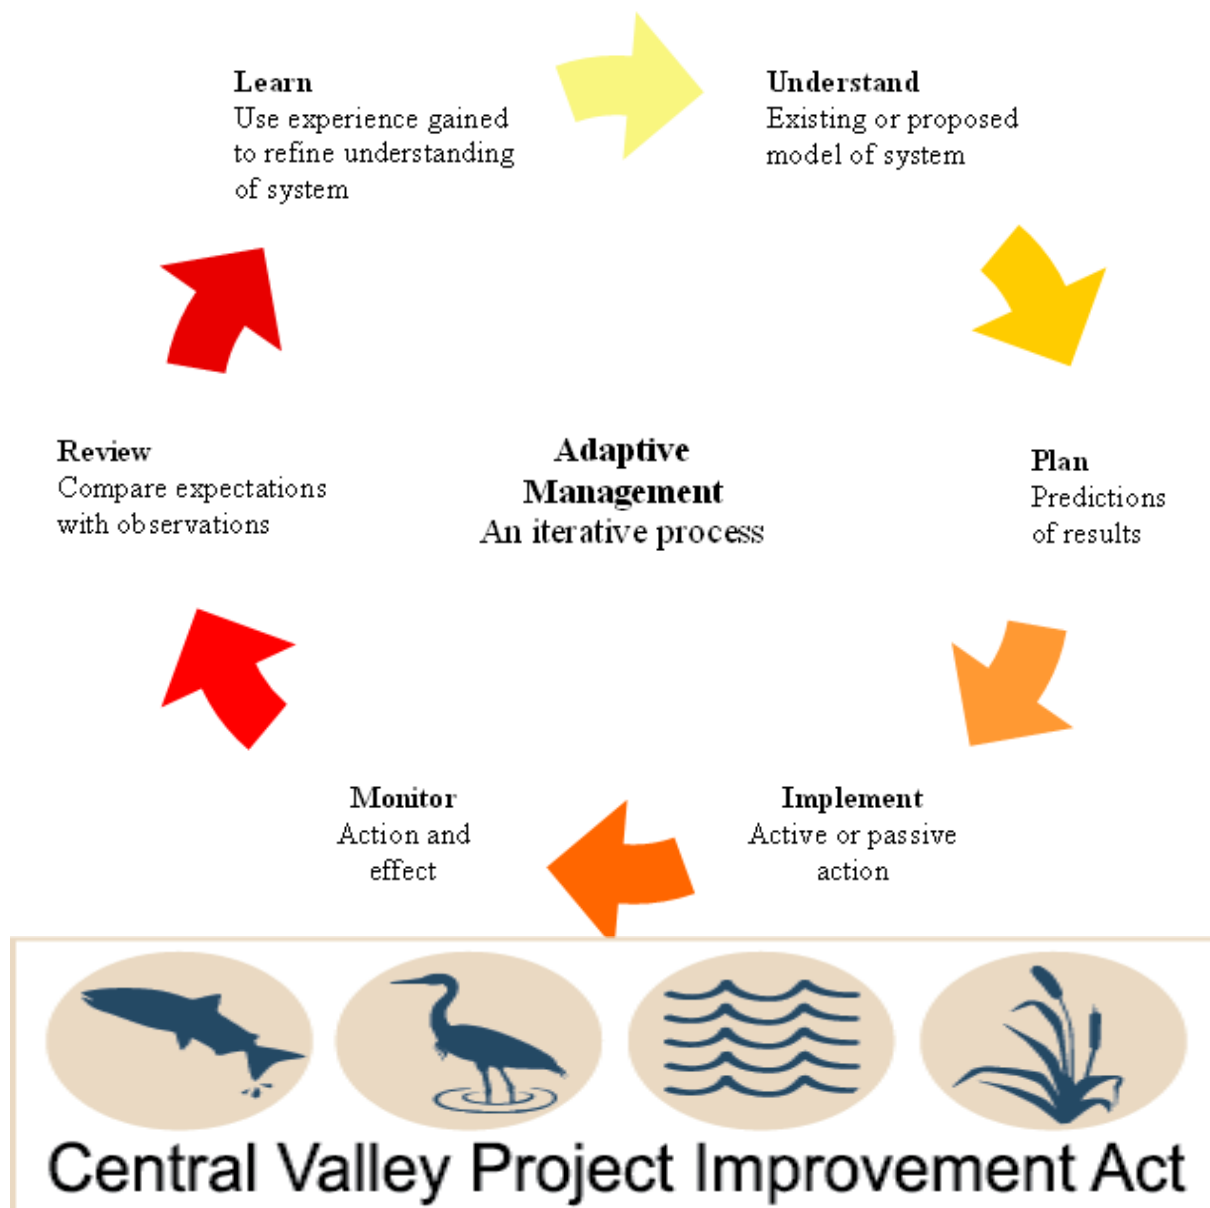 Learn
Use experience gained
to refine understanding
of system
Understand
Existing or proposed
model of system
Plan
Predictions
of results
Implement
Active or passive
action
Monitor
Action and
effect
Review
Compare expectations
with observations
Adaptive
Management
An iterative process
Central Valley Project Improvement Act